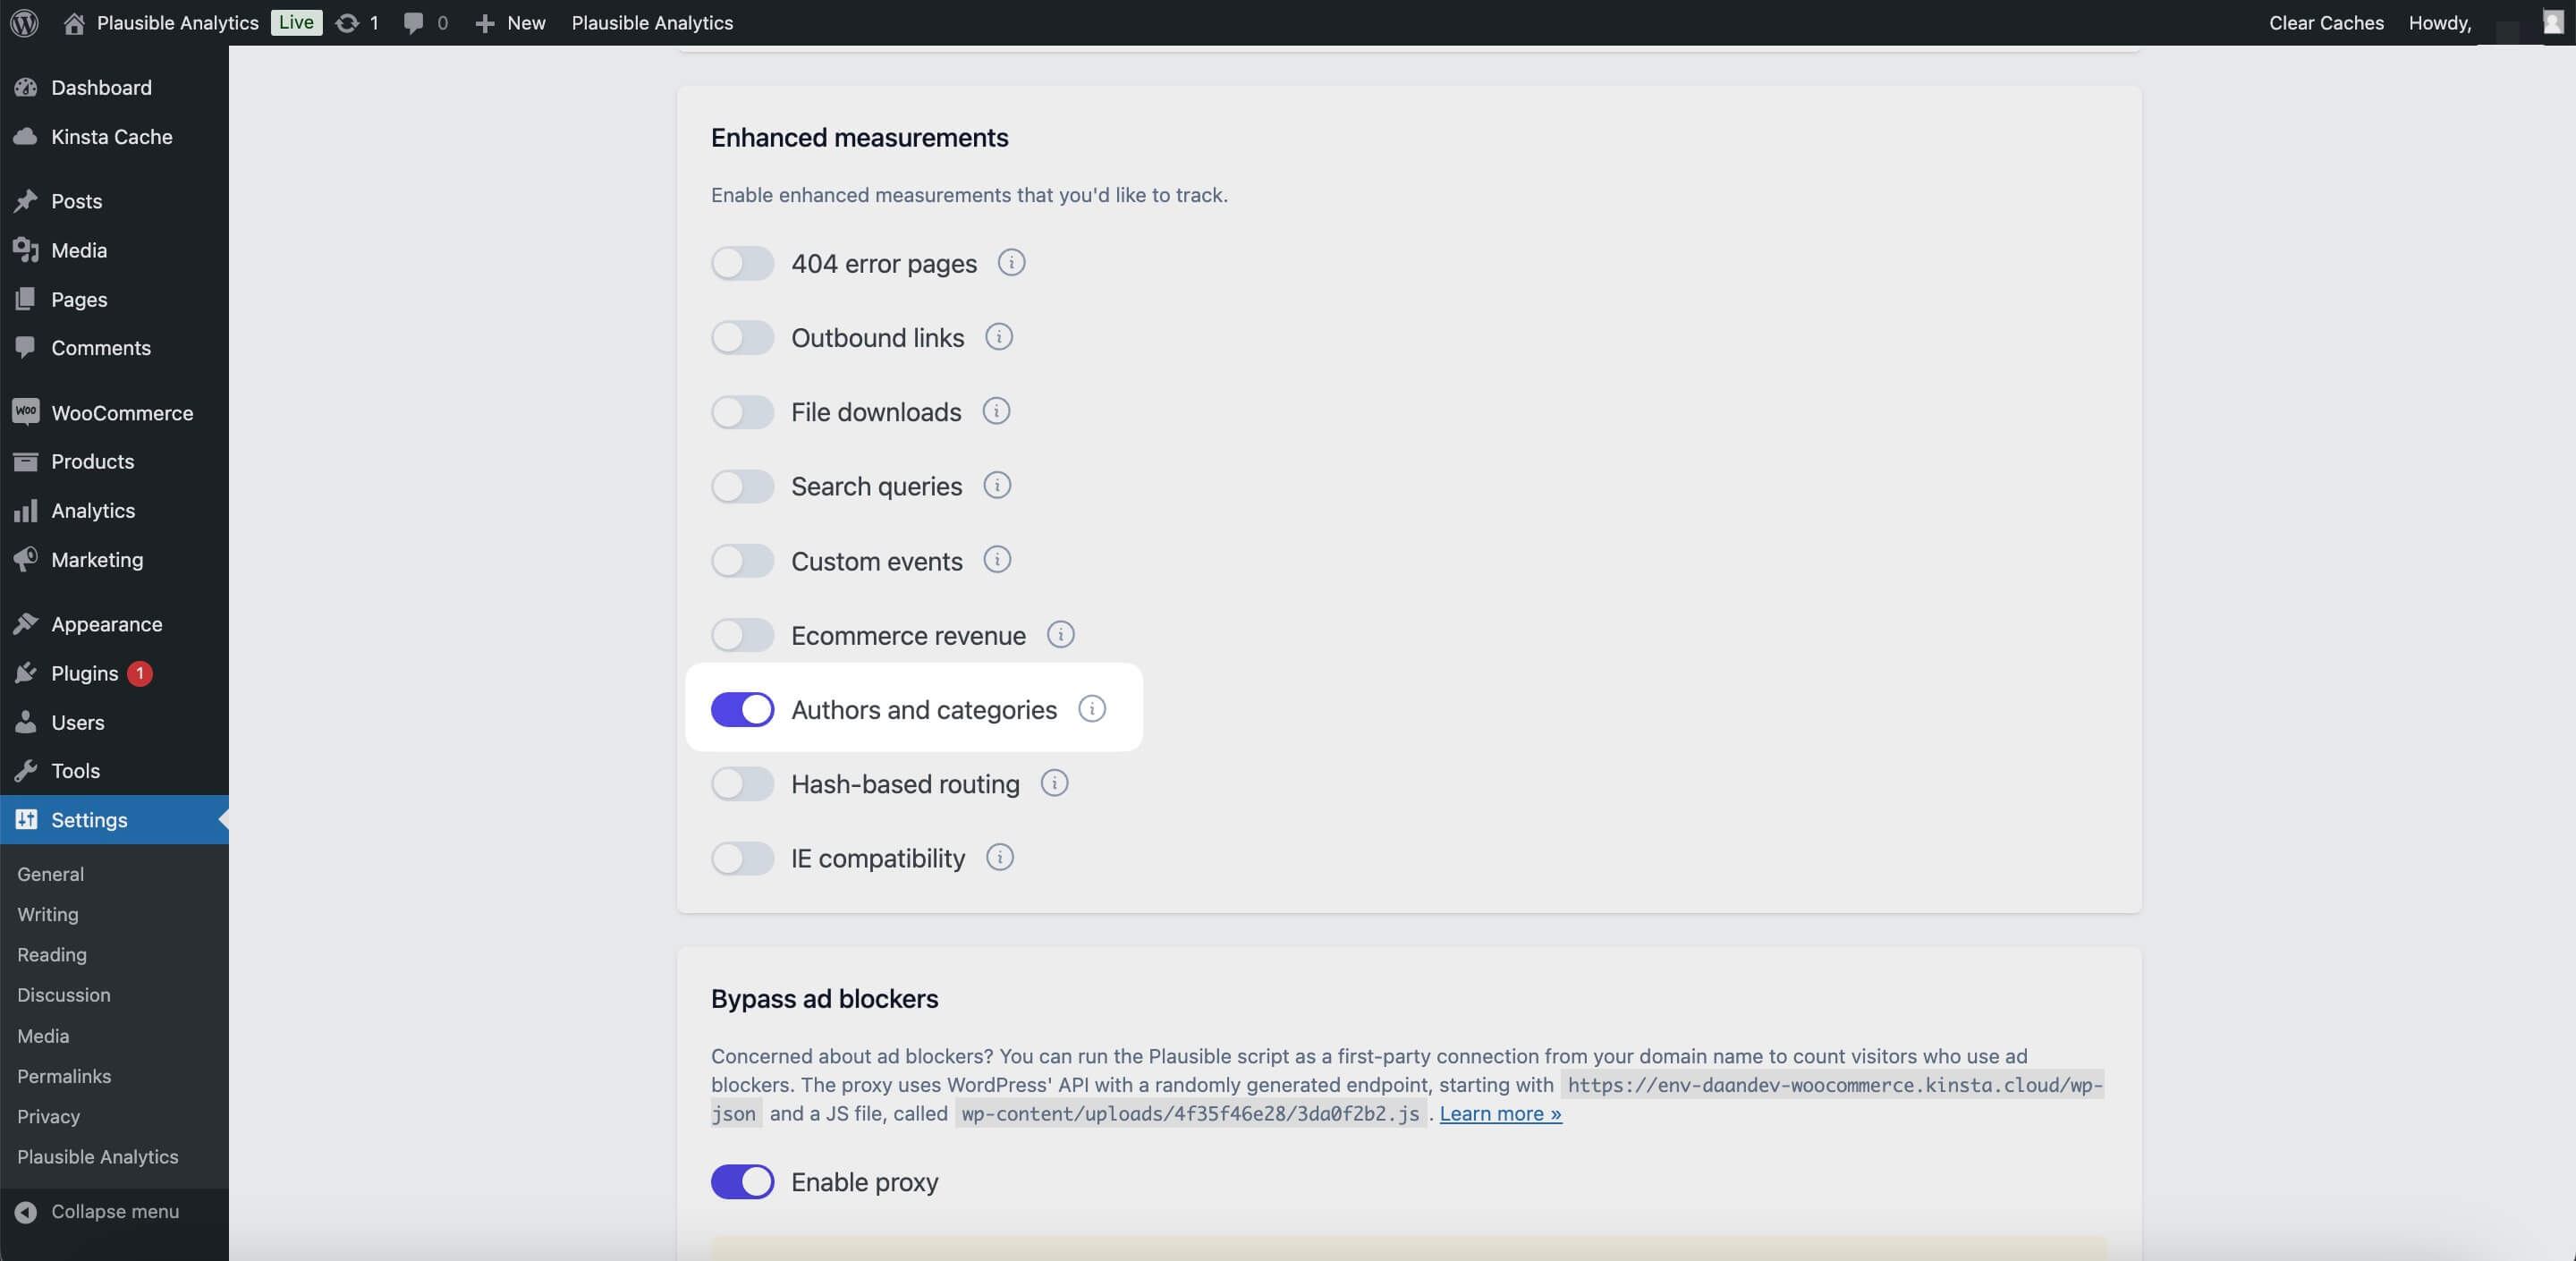 Plausible Analytics Live 1 0 New Plausible Analytics Clear Caches Howdy,
Dashboard
Kinsta Cache
Posts
Media
Pages
Comments
Woo WooCommerce
Products
Analytics
Marketing
Appearance
Plugins 1
Users
Tools
Settings
General
Writing
Reading
Discussion
Media
Permalinks
Privacy
Plausible Analytics
Collapse menu
Enhanced measurements
Enable enhanced measurements that you'd like to track.
404 error pages
Outbound links
File downloads
Search queries
Custom events
Ecommerce revenue
Authors and categories
Hash-based routing
IE compatibility
Bypass ad blockers
Concerned about ad blockers? You can run the Plausible script as a first-party connection from your domain name to count visitors who use ad
blockers. The proxy uses WordPress' API with a randomly generated endpoint, starting with https://env-daandev-woocommerce.kinsta.cloud/wp-
json and a JS file, called wp-content/uploads/4f35f46e28/3da0f2b2.js . Learn more »
Enable proxy